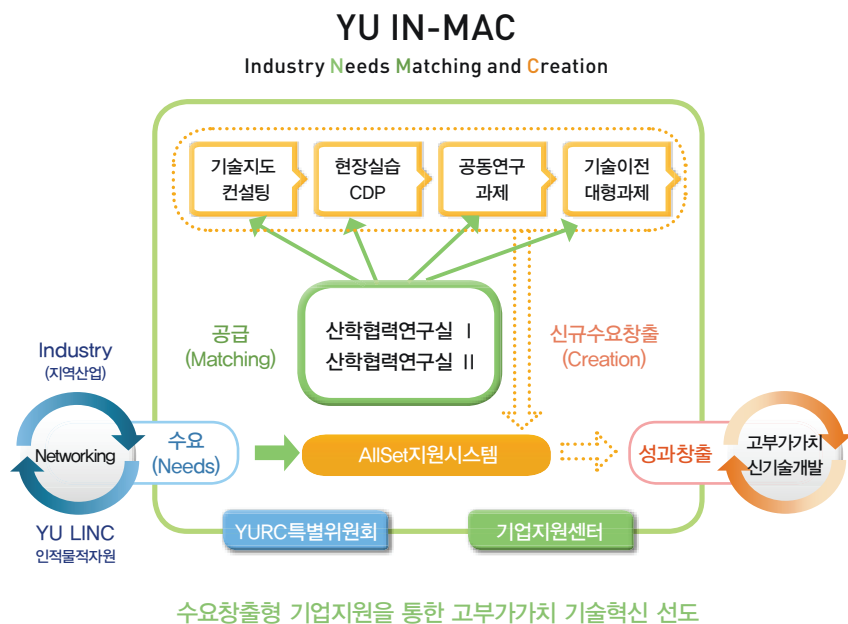 YU IN-MAC
Industry Needs Matching and Creation
기술지도
컨설팅
현장실습
CDP
공동연구
과제
기술이전
대형과제
공급
(Matching)
산학협력연구실 Ⅰ
산학협력연구실 Ⅱ
신규수요창출
(Creation)
Industry
(지역산업)
Networking
YU LINC
인적물적자원
수요
(Needs)
AllSet지원시스템
성과창출
고부가가치
신기술개발
YURC특별위원회
기업지원센터
수요창출형 기업지원을 통한 고부가가치 기술혁신 선도